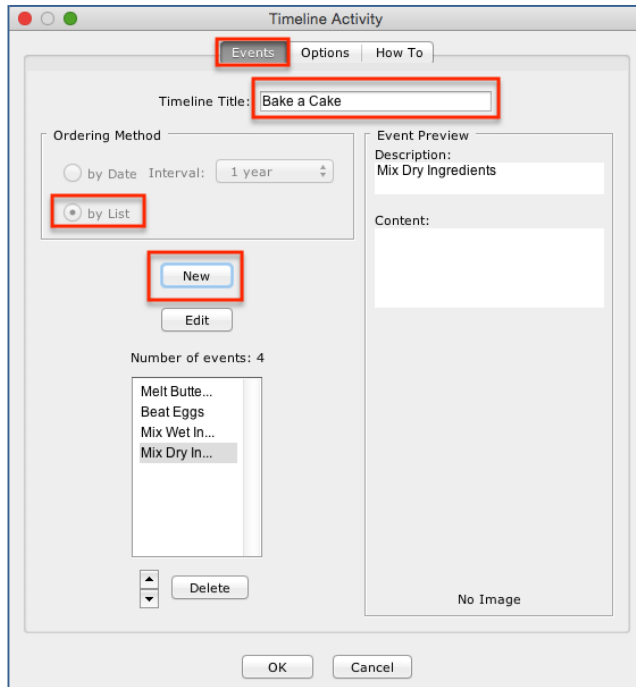 Timeline Activity
Events Options How To
Timeline Title: Bake a Cake
Ordering Method
by Date Interval: 1 year
by List
New
Edit
Number of events: 4
Melt Butte...
Beat Eggs
Mix Wet In...
Mix Dry In...
Delete
Event Preview
Description:
Mix Dry Ingredients
Content:
No Image
OK Cancel